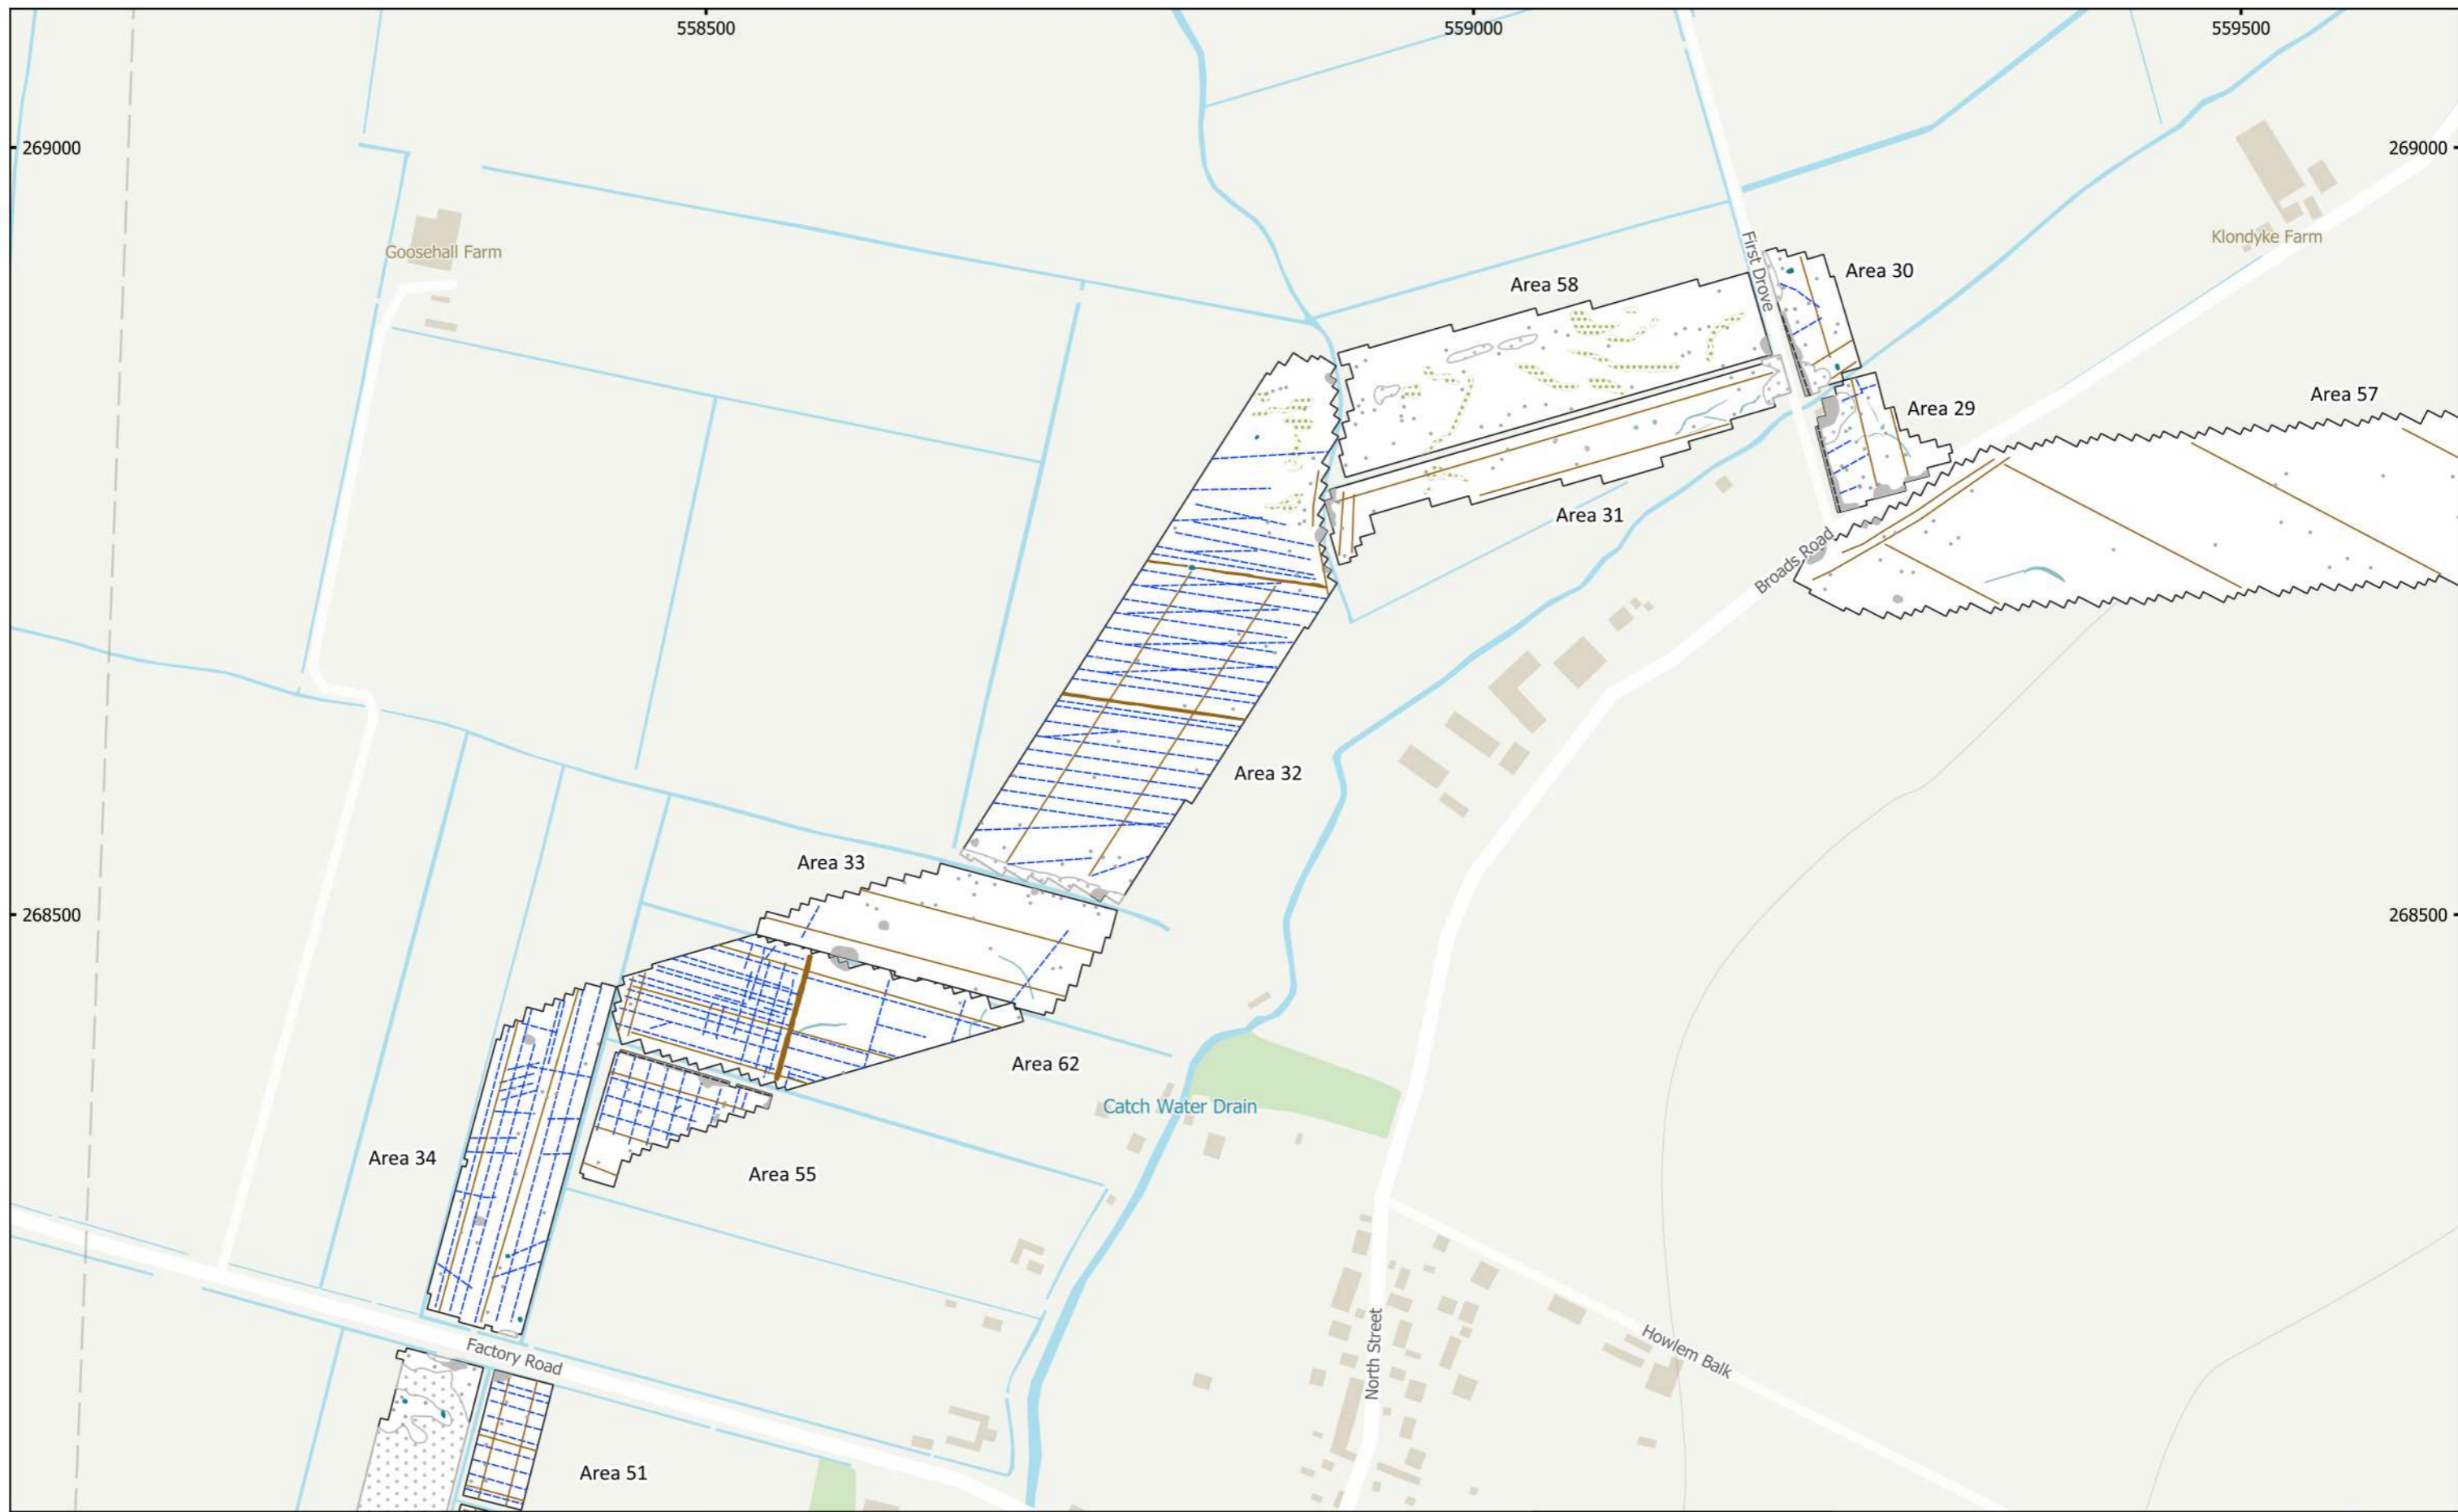 558500
559000
559500
269000
269000
Goosehall Farm
Klondyke Farm
First Drove
Area 30
Area 58
Area 57
Area 29
Area 31
Broads Road
Area 32
Area 33
268500
268500
Area 62
Catch Water Drain
Area 34
Area 55
Factory Road
North Street
Howlem Balk
Area 51